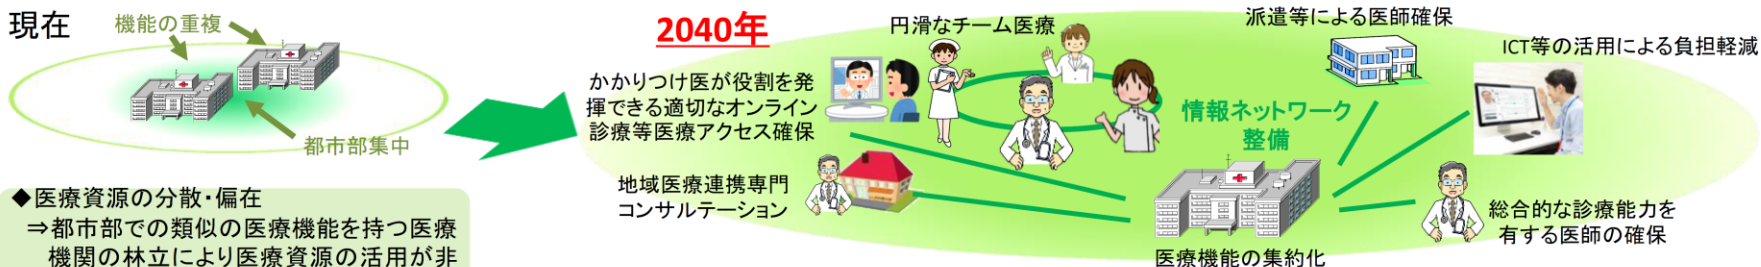 現在
機能の重複
都市部集中
◆医療資源の分散・偏在
⇒都市部での類似の医療機能を持つ医療
機関の林立により医療資源の活用が非
2040年
円滑なチーム医療
派遣等による医師確保
ICT等の活用による負担軽減
かかりつけ医が役割を発
揮できる適切なオンライン
診療等医療アクセス確保
情報ネットワーク
整備
地域医療連携専門
コンサルテーション
総合的な診療能力を
有する医師の確保
医療機能の集約化